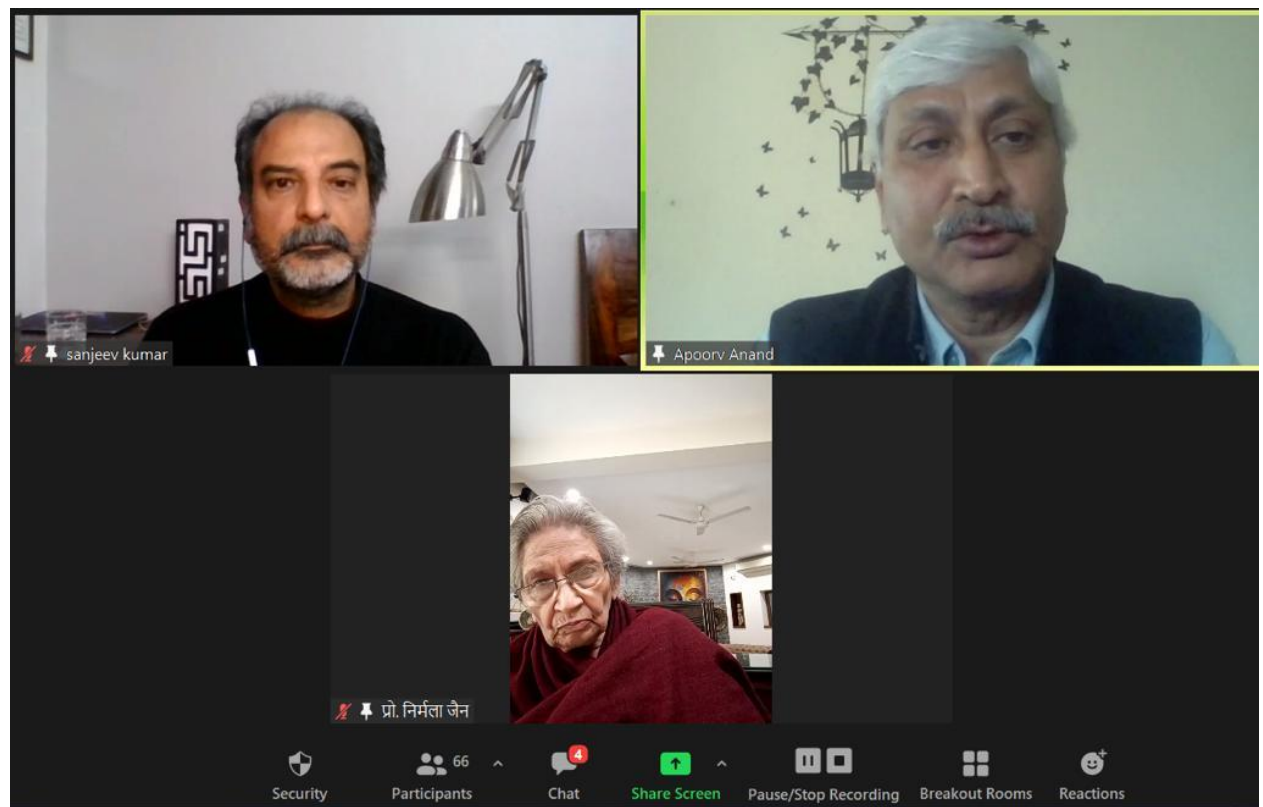 sanjeev kumar
Apoorv Anand
प्रो. निर्मला जैन
66
4
Security
Participants
Chat
Share Screen
Pause/Stop Recording
Breakout Rooms
Reactions